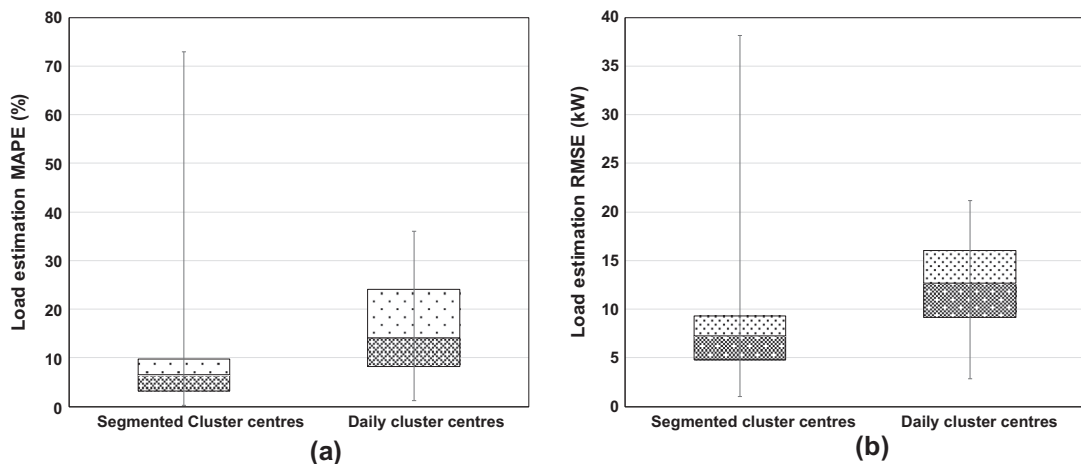 Load estimation MAPE (%)
80
70
60
50
40
30
20
10
0
Segmented Cluster centres
Daily cluster centres
(a)
Load estimation RMSE (kW)
40
35
30
25
20
15
10
5
0
Segmented cluster centres
Daily cluster centres
(b)